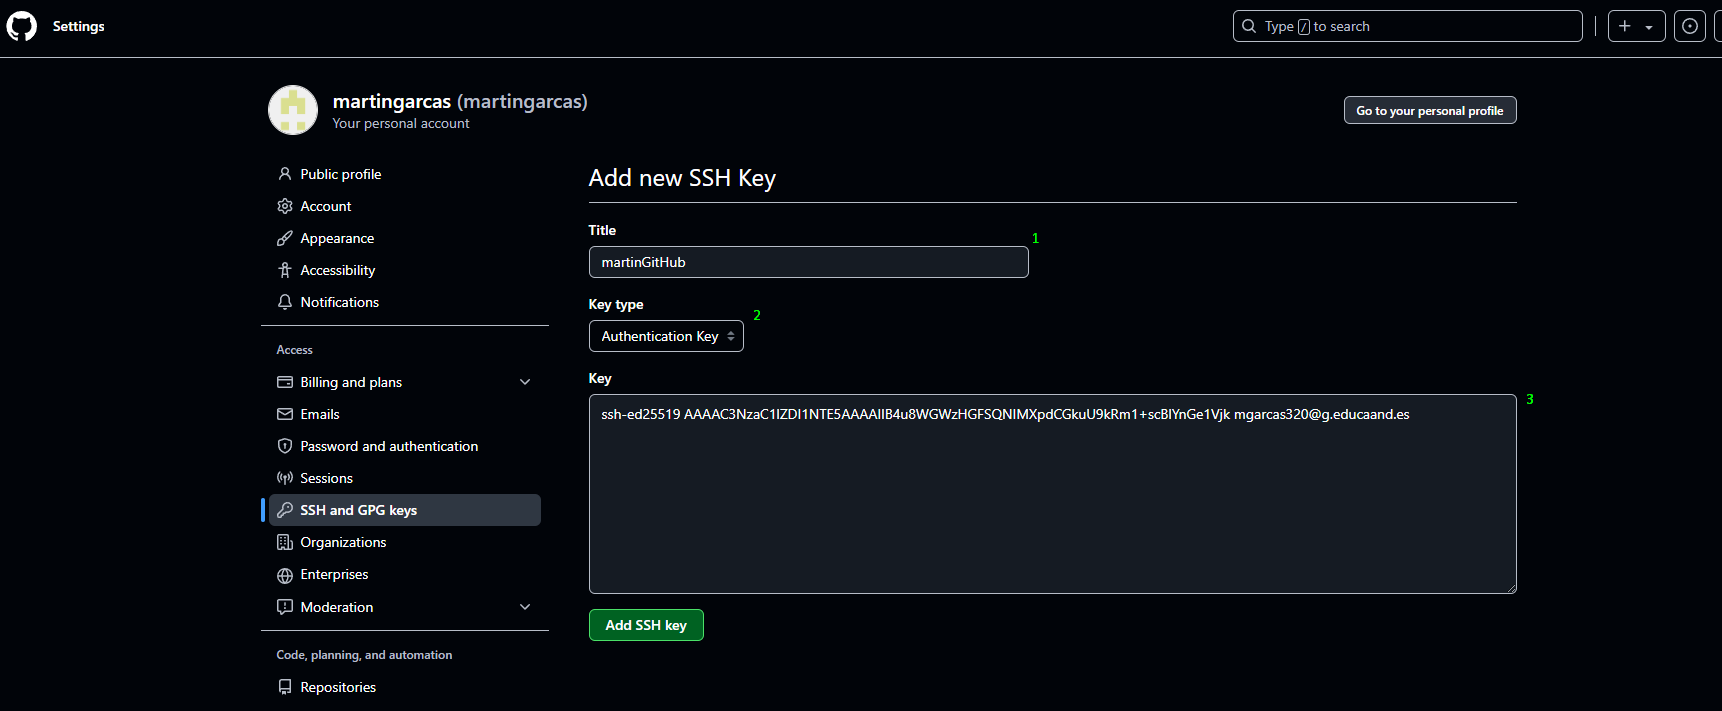 Settings
Type / to search
martingarcas (martingarcas)
Your personal account
Go to your personal profile
Public profile
Account
Appearance
Accessibility
Notifications
Access
Billing and plans
Emails
Password and authentication
Sessions
SSH and GPG keys
Organizations
Enterprises
Moderation
Code, planning, and automation
Repositories
Add new SSH Key
Title
1
martinGitHub
Key type
2
Authentication Key
Key
3
ssh-ed25519 AAAAC3NzaC1lZDI1NTE5AAAAIIB4u8WGWzHGFSQNIMXpdCGkuU9kRm1+scBlYnGe1Vjk mgarcas320@g.educaand.es
Add SSH key